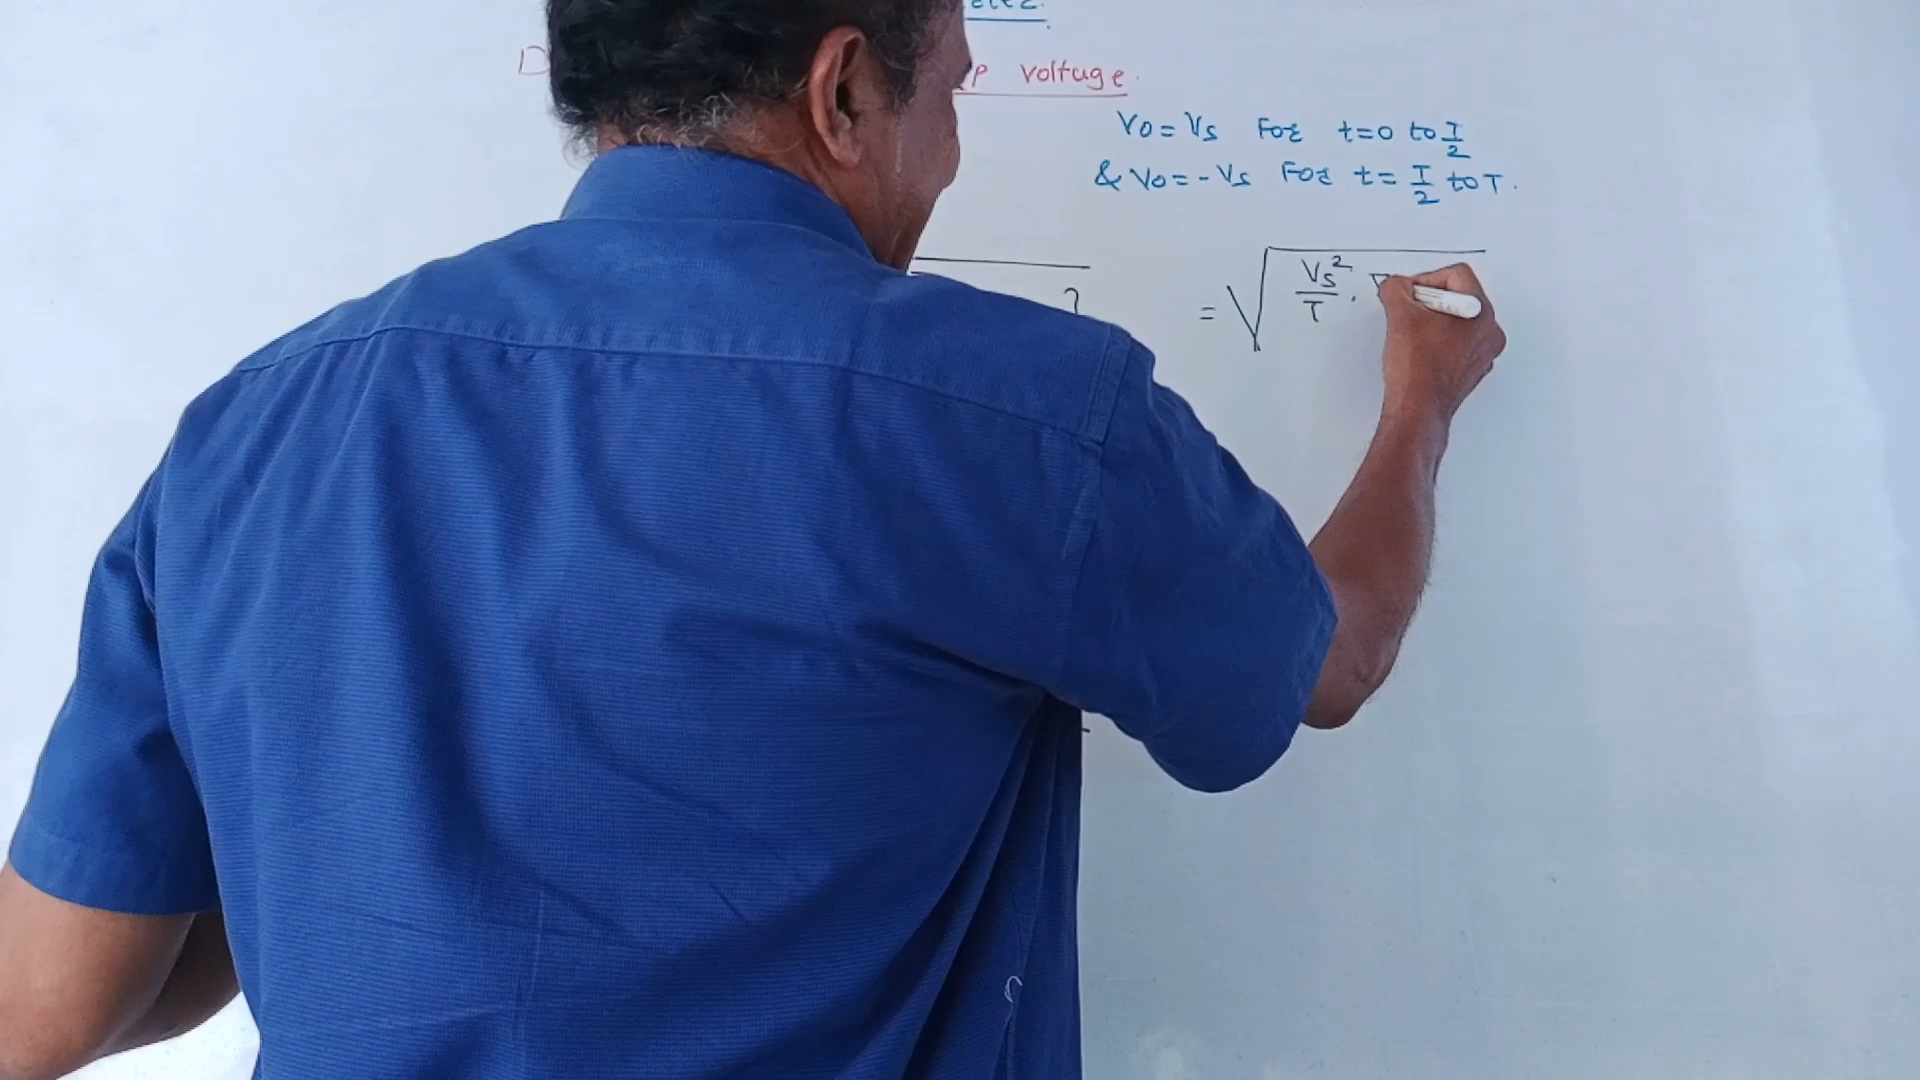 voltage.
Vo = Vs For t=0 to T/2
& Vo = - Vs For t = T/2 to T.
= √ Vs²/T .